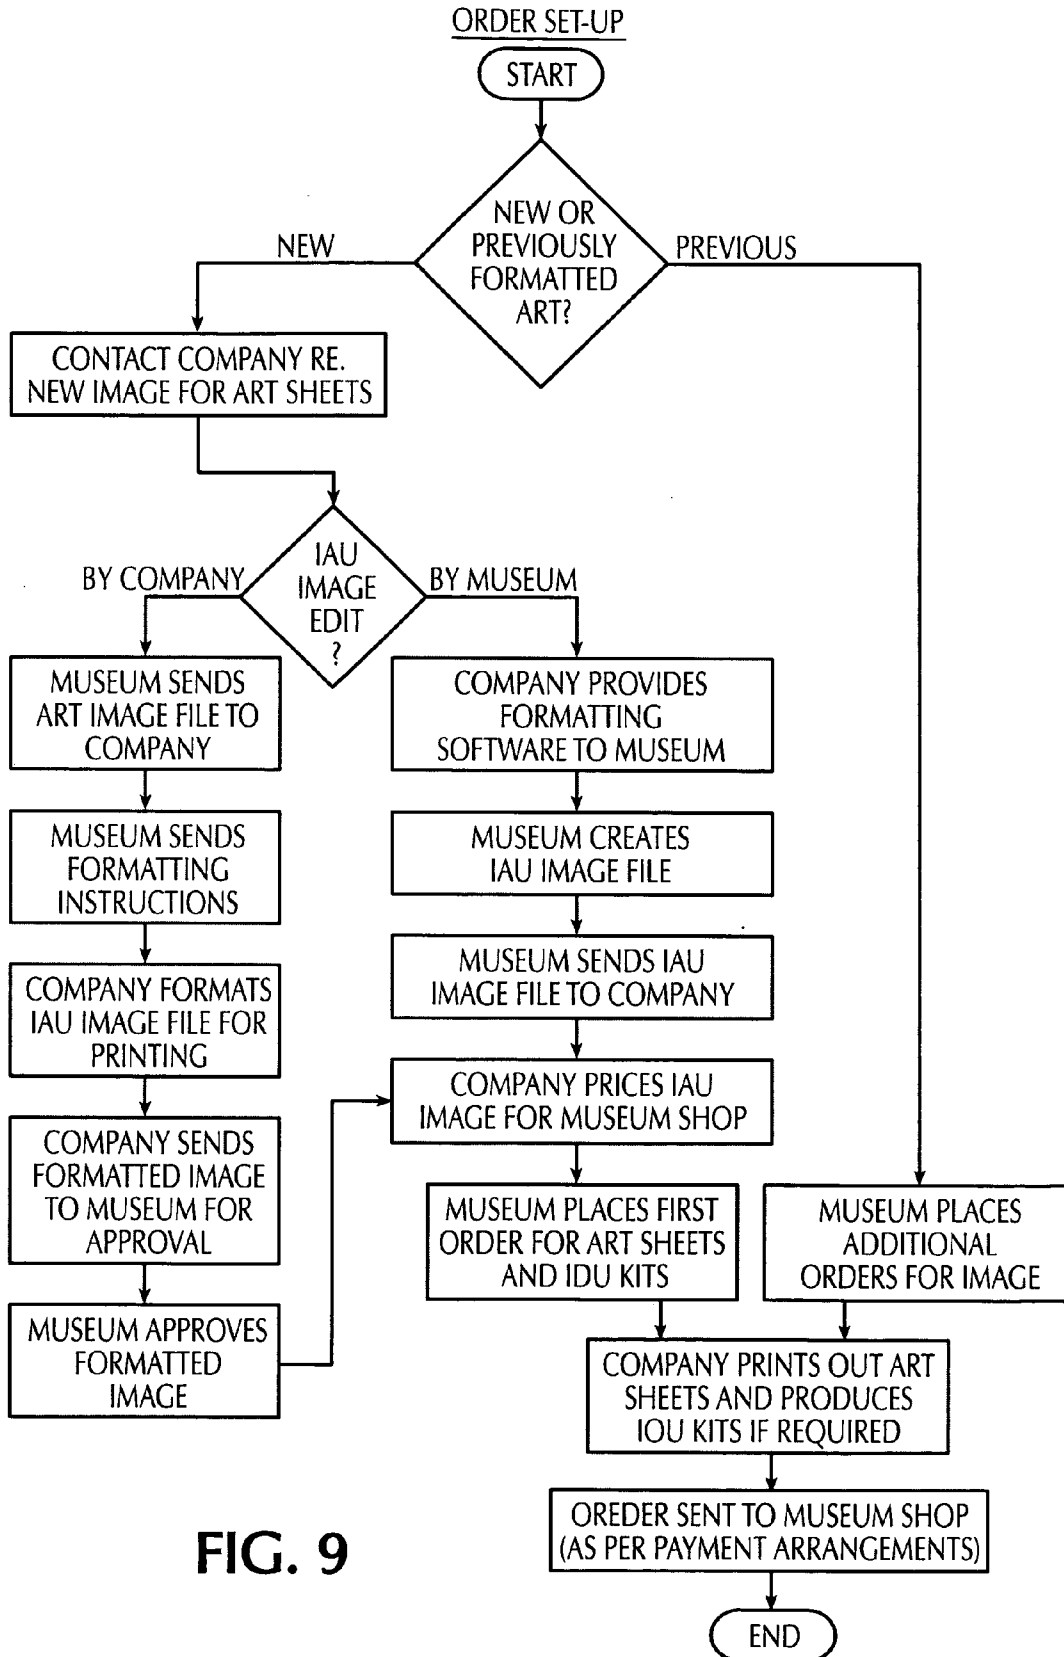 ORDER SET-UP
START
NEW OR
PREVIOUSLY
FORMATTED
ART?
NEW
PREVIOUS
CONTACT COMPANY RE.
NEW IMAGE FOR ART SHEETS
IAU
IMAGE
EDIT
?
BY COMPANY
BY MUSEUM
MUSEUM SENDS
ART IMAGE FILE TO
COMPANY
MUSEUM SENDS
FORMATTING
INSTRUCTIONS
COMPANY FORMATS
IAU IMAGE FILE FOR
PRINTING
COMPANY SENDS
FORMATTED IMAGE
TO MUSEUM FOR
APPROVAL
MUSEUM APPROVES
FORMATTED
IMAGE
COMPANY PROVIDES
FORMATTING
SOFTWARE TO MUSEUM
MUSEUM CREATES
IAU IMAGE FILE
MUSEUM SENDS IAU
IMAGE FILE TO COMPANY
COMPANY PRICES IAU
IMAGE FOR MUSEUM SHOP
MUSEUM PLACES FIRST
ORDER FOR ART SHEETS
AND IDU KITS
MUSEUM PLACES
ADDITIONAL
ORDERS FOR IMAGE
COMPANY PRINTS OUT ART
SHEETS AND PRODUCES
IOU KITS IF REQUIRED
OREDER SENT TO MUSEUM SHOP
(AS PER PAYMENT ARRANGEMENTS)
END
FIG. 9